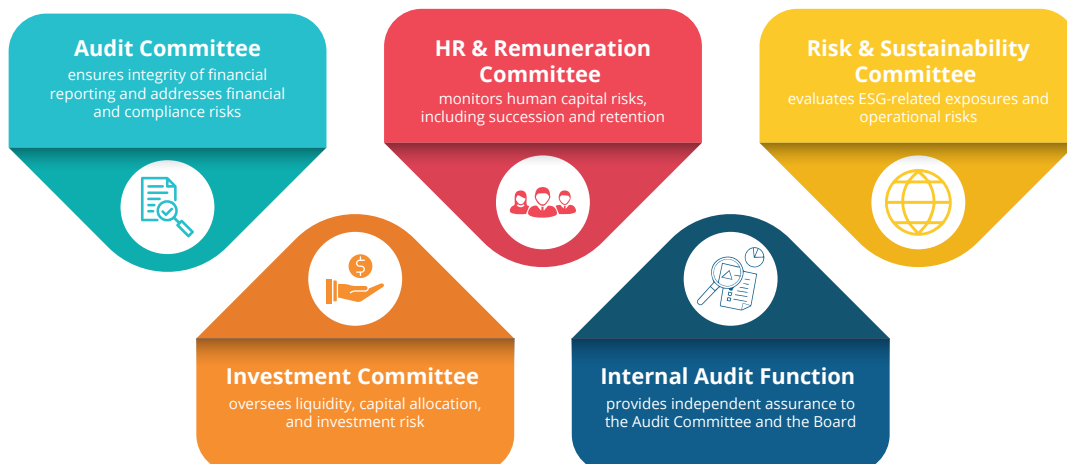 Audit Committee
ensures integrity of financial
reporting and addresses financial
and compliance risks
HR & Remuneration
Committee
monitors human capital risks,
including succession and retention
Risk & Sustainability
Committee
evaluates ESG-related exposures and
operational risks
$
Investment Committee
oversees liquidity, capital allocation,
and investment risk
Internal Audit Function
provides independent assurance to
the Audit Committee and the Board